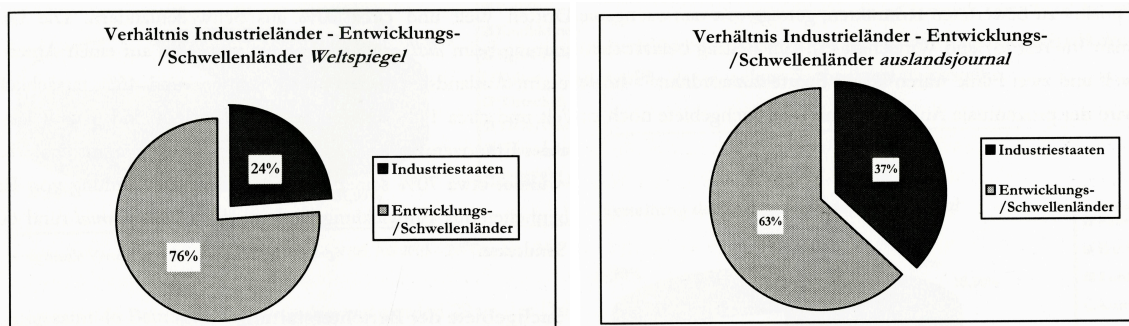 Verhältnis Industrieländer - Entwicklungs-
/Schwellenländer Weltspiegel
24%
76%
Industriestaaten
Entwicklungs-
/Schwellenländer
Verhältnis Industrieländer - Entwicklungs-
/Schwellenländer auslandsjournal
37%
63%
Industriestaaten
Entwicklungs-
/Schwellenländer